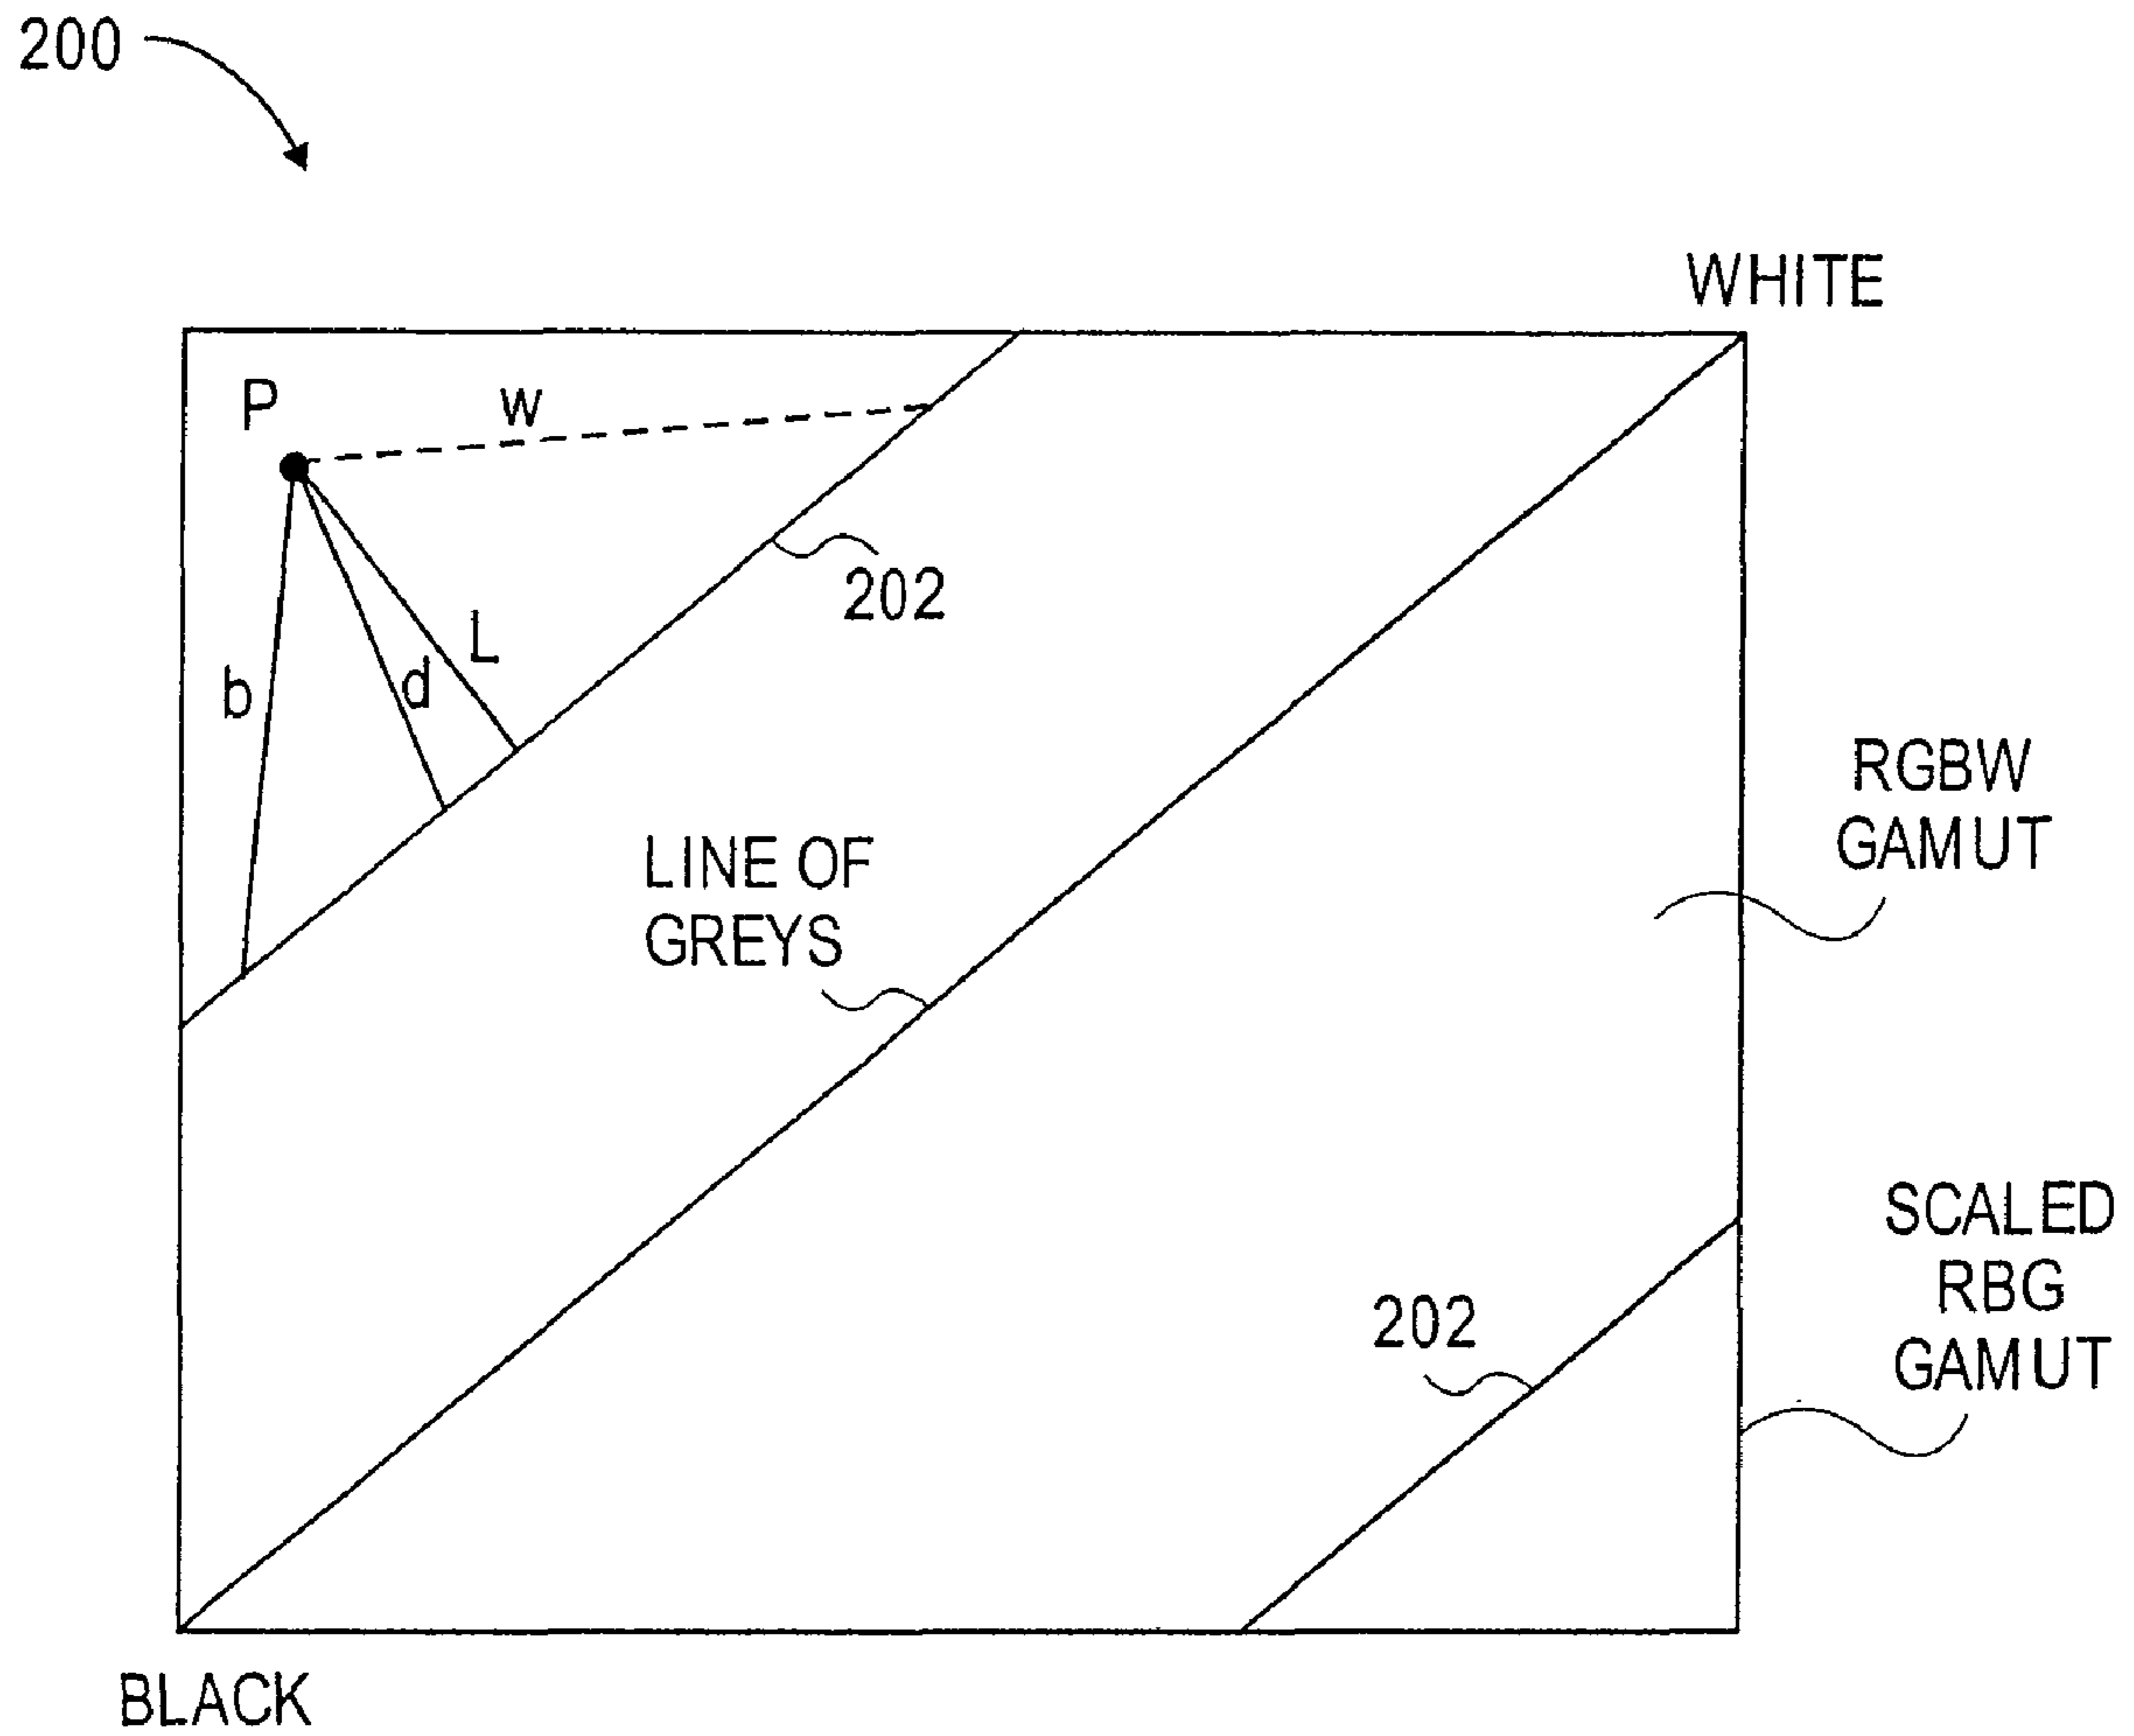 200
WHITE
P
w
202
L
b
d
RGBW
GAMUT
LINE OF
GREYS
SCALED
RBG
GAMUT
202
BLACK